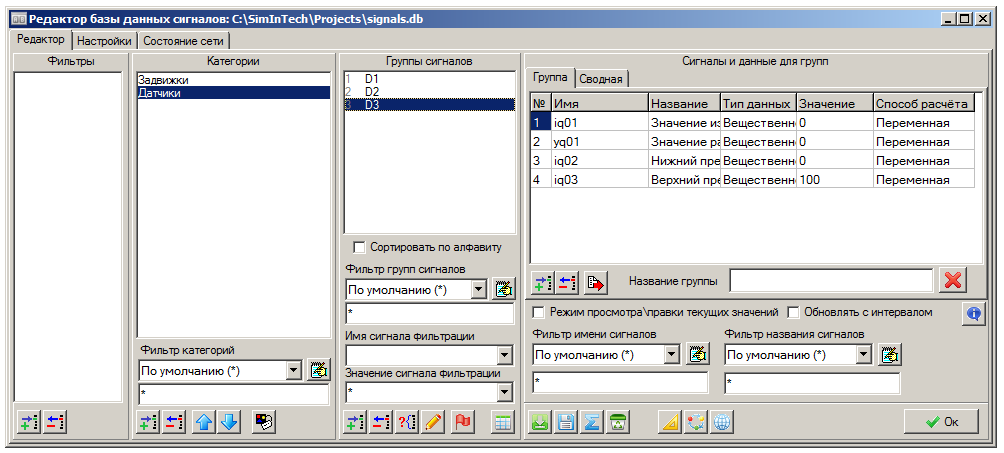 Редактор базы данных сигналов: C:\SimInTech\Projects\signals.db
Редактор Настройки Состояние сети
Фильтры
Категории
Задвижки
Датчики
Фильтр категорий
По умолчанию (*)
*
Группы сигналов
1 D1
2 D2
3 D3
Сортировать по алфавиту
Фильтр групп сигналов
По умолчанию (*)
*
Имя сигнала фильтрации
Значение сигнала фильтрации
*
Сигналы и данные для групп
Группа Сводная
№ Имя Название Тип данных Значение Способ расчёта
1 iq01 Значение из Вещественн 0 Переменная
2 yq01 Значение ра Вещественн 0 Переменная
3 iq02 Нижний пре Вещественн 0 Переменная
4 iq03 Верхний пре Вещественн 100 Переменная
Название группы
Режим просмотра\правки текущих значений Обновлять с интервалом
Фильтр имени сигналов Фильтр названия сигналов
По умолчанию (*) По умолчанию (*)
* *
Ок